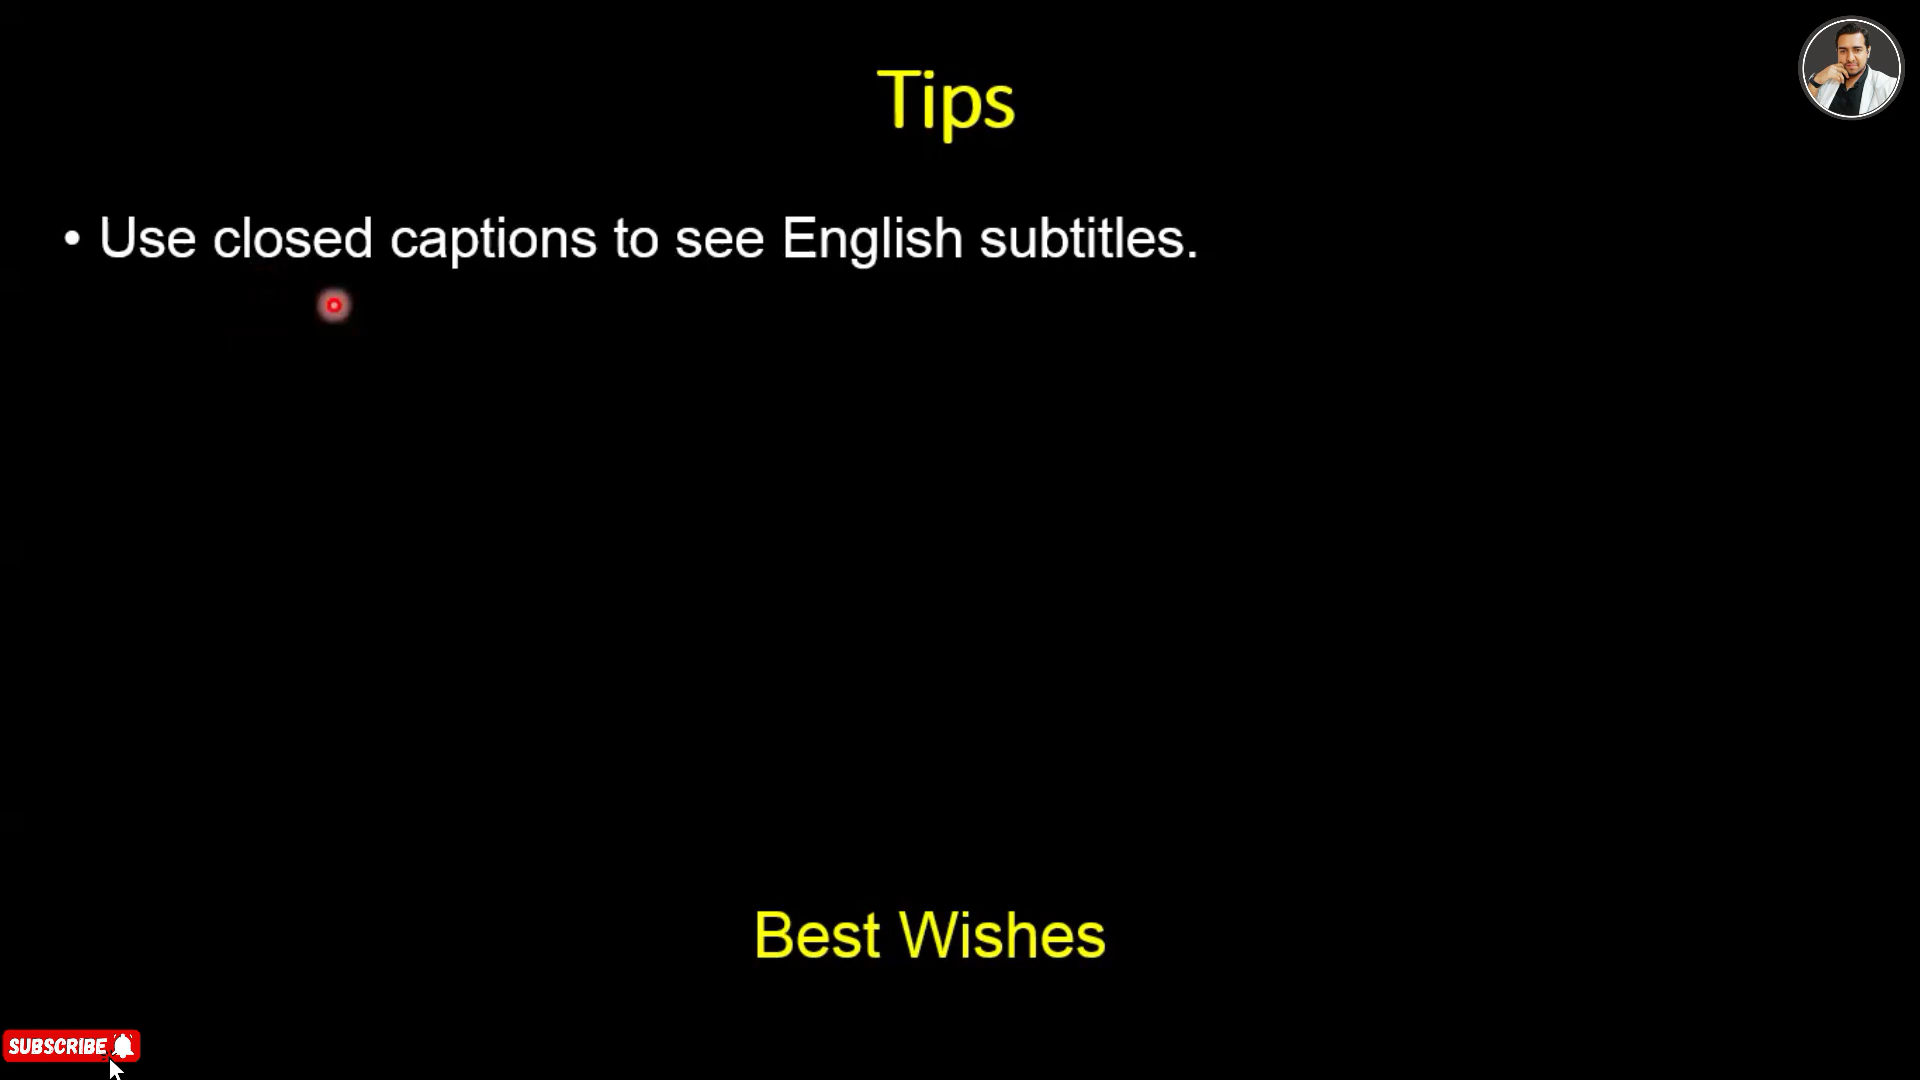 Tips
• Use closed captions to see English subtitles.
Best Wishes
SUBSCRIBE